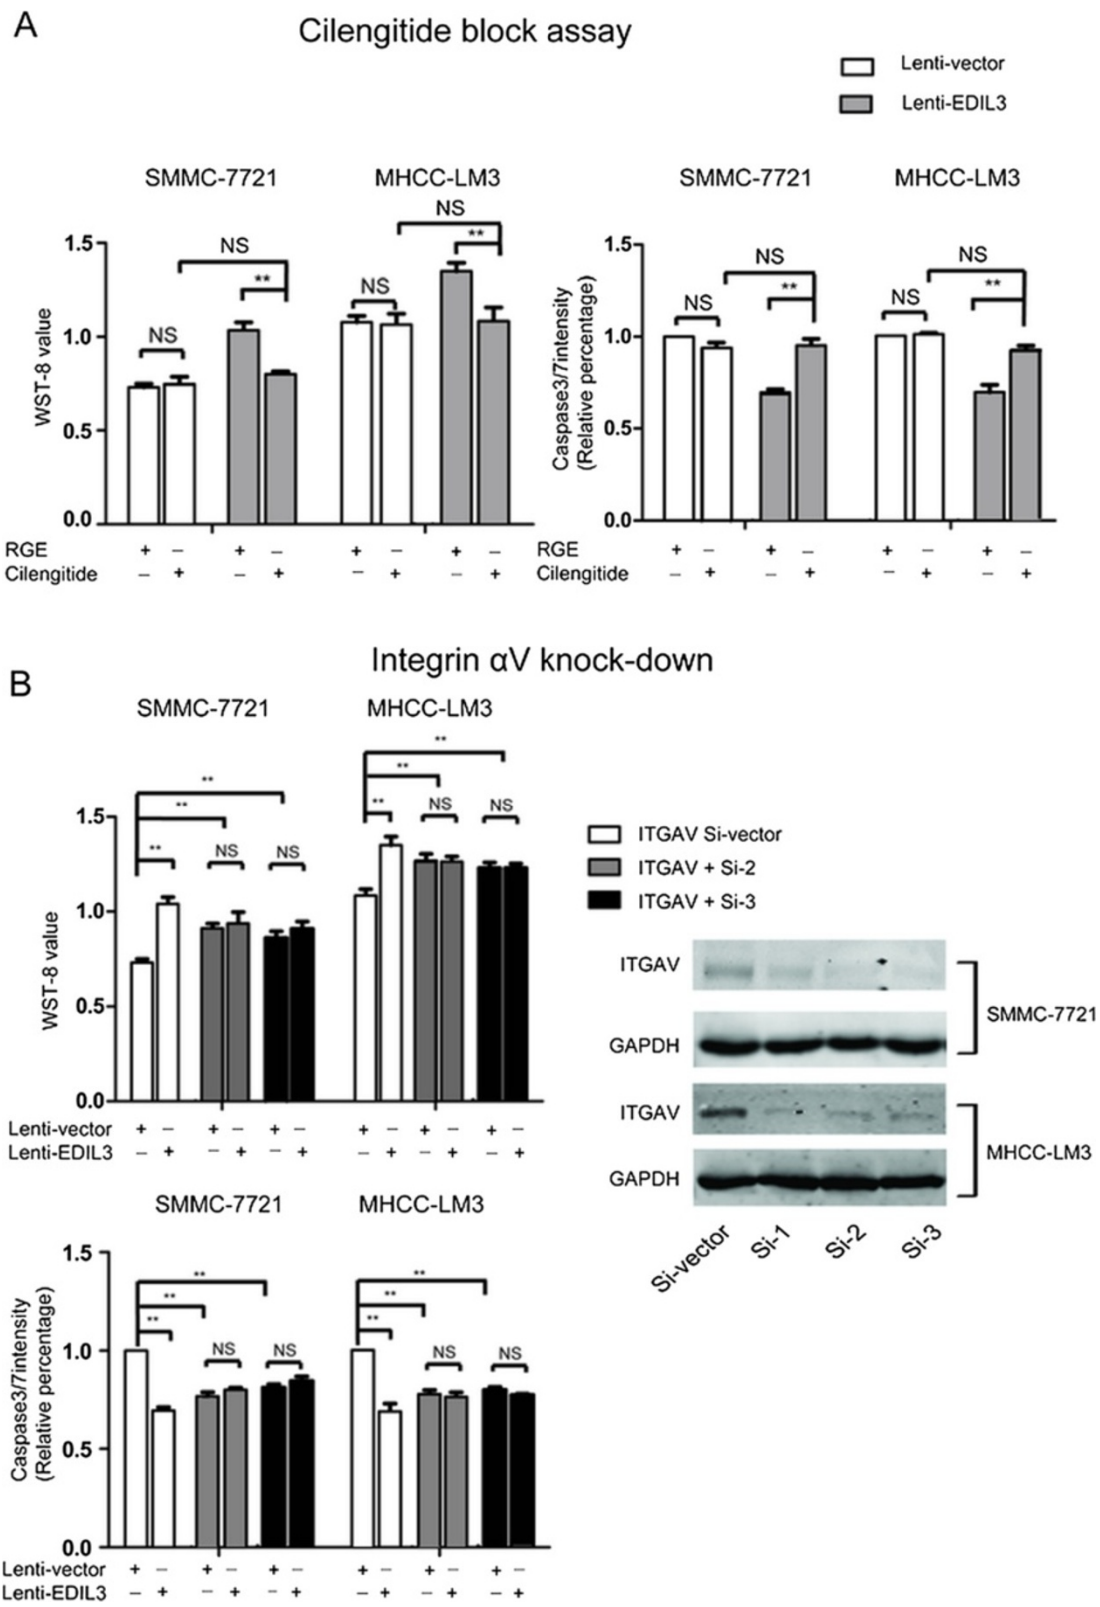 A
Cilengitide block assay
Lenti-vector
Lenti-EDIL3
SMMC-7721 MHCC-LM3
NS
NS **
** NS
NS
1.5
1.0
0.5
0.0
WST-8 value
RGE + – + – + – + –
Cilengitide – + – + – + – +
SMMC-7721 MHCC-LM3
NS NS
NS ** NS **
1.5
1.0
0.5
0.0
Caspase3/7intensity
(Relative percentage)
RGE + – + – + – + –
Cilengitide – + – + – + – +
Integrin αV knock-down
B
SMMC-7721 MHCC-LM3
** **
** **
** NS NS ** NS NS
1.5
1.0
0.5
0.0
WST-8 value
Lenti-vector + – + – + – + – + – + –
Lenti-EDIL3 – + – + – + – + – + – +
ITGAV Si-vector
ITGAV + Si-2
ITGAV + Si-3
ITGAV
GAPDH
SMMC-7721
ITGAV
GAPDH
MHCC-LM3
Si-vector Si-1 Si-2 Si-3
SMMC-7721 MHCC-LM3
** **
** **
** NS NS ** NS NS
1.5
1.0
0.5
0.0
Caspase3/7intensity
(Relative percentage)
Lenti-vector + – + – + – + – + – + –
Lenti-EDIL3 – + – + – + – + – + – +